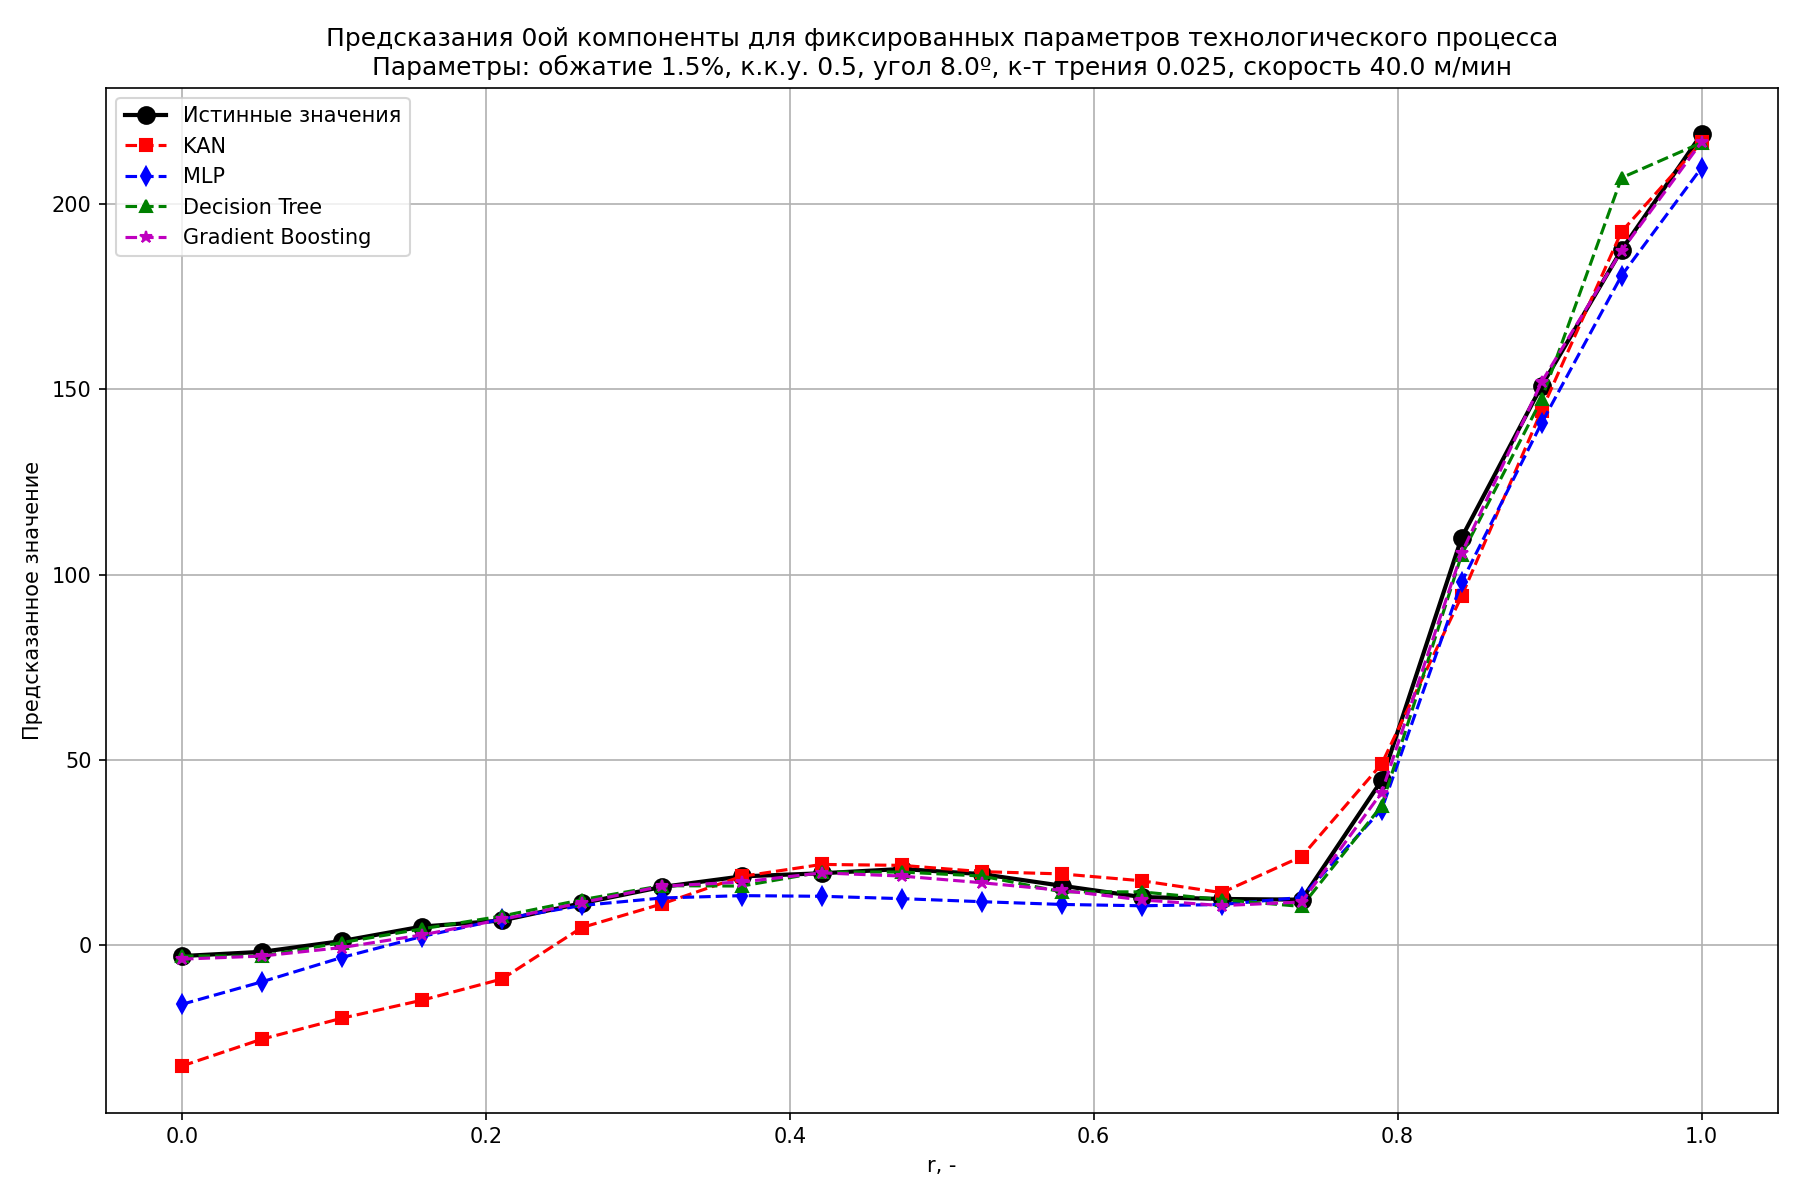 Предсказания 0ой компоненты для фиксированных параметров технологического процесса
Параметры: обжатие 1.5%, к.к.у. 0.5, угол 8.0º, к-т трения 0.025, скорость 40.0 м/мин
Истинные значения
KAN
MLP
Decision Tree
Gradient Boosting
Предсказанное значение
200
150
100
50
0
0.0 0.2 0.4 0.6 0.8 1.0
r, -